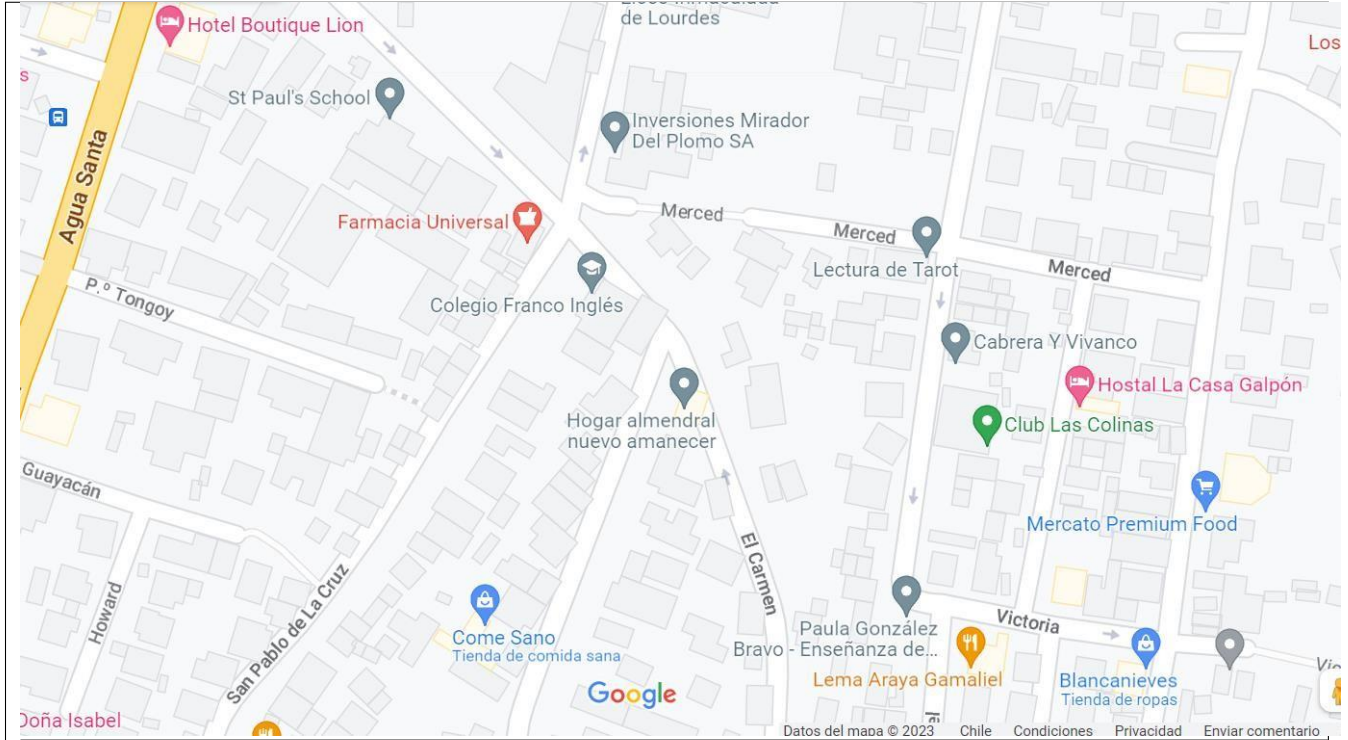 Liceo Inmaculada
de Lourdes
Hotel Boutique Lion
Los
s
St Paul's School
Inversiones Mirador
Del Plomo SA
Agua Santa
Merced
Farmacia Universal
Merced
Lectura de Tarot
Merced
P.º Tongoy
Colegio Franco Inglés
Cabrera Y Vivanco
Hostal La Casa Galpón
Hogar almendral
nuevo amanecer
Club Las Colinas
Guayacán
Mercato Premium Food
El Carmen
Howard
San Pablo de La Cruz
Come Sano
Tienda de comida sana
Paula González
Bravo - Enseñanza de...
Victoria
Lema Araya Gamaliel
Blancanieves
Tienda de ropas
Google
Doña Isabel
Datos del mapa © 2023 Chile Condiciones Privacidad Enviar comentario